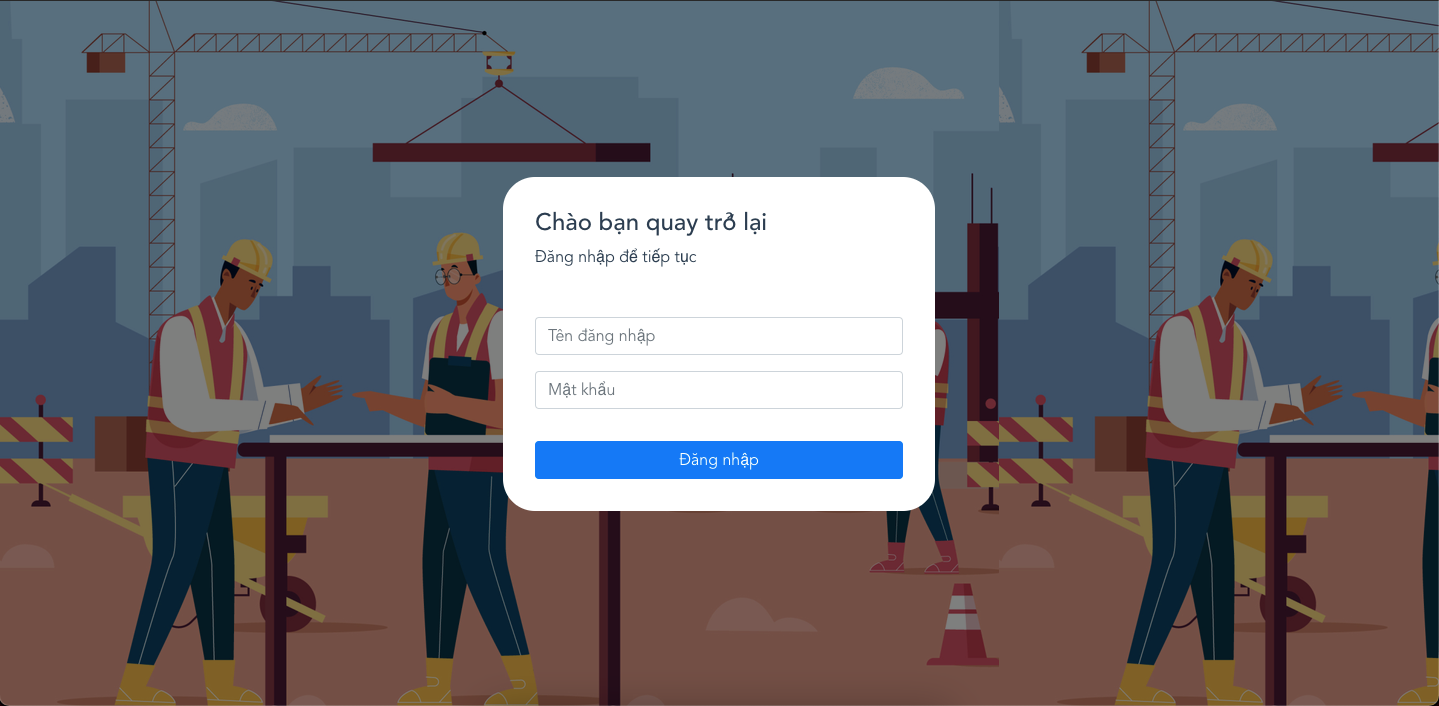 Chào bạn quay trở lại
Đăng nhập để tiếp tục
Tên đăng nhập
Mật khẩu
Đăng nhập